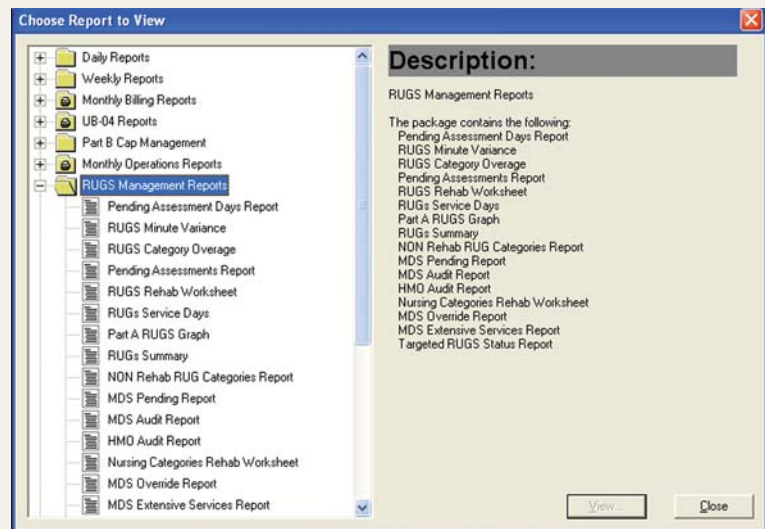 Choose Report to View
Daily Reports
Weekly Reports
Monthly Billing Reports
UB-04 Reports
Part B Cap Management
Monthly Operations Reports
RUGS Management Reports
Pending Assessment Days Report
RUGS Minute Variance
RUGS Category Overage
Pending Assessments Report
RUGS Rehab Worksheet
RUGs Service Days
Part A RUGS Graph
RUGs Summary
NON Rehab RUG Categories Report
MDS Pending Report
MDS Audit Report
HMO Audit Report
Nursing Categories Rehab Worksheet
MDS Override Report
MDS Extensive Services Report
Description:
RUGS Management Reports
The package contains the following:
Pending Assessment Days Report
RUGS Minute Variance
RUGS Category Overage
Pending Assessments Report
RUGS Rehab Worksheet
RUGs Service Days
Part A RUGS Graph
RUGs Summary
NON Rehab RUG Categories Report
MDS Pending Report
MDS Audit Report
HMO Audit Report
Nursing Categories Rehab Worksheet
MDS Override Report
MDS Extensive Services Report
Targeted RUGS Status Report
View...
Close